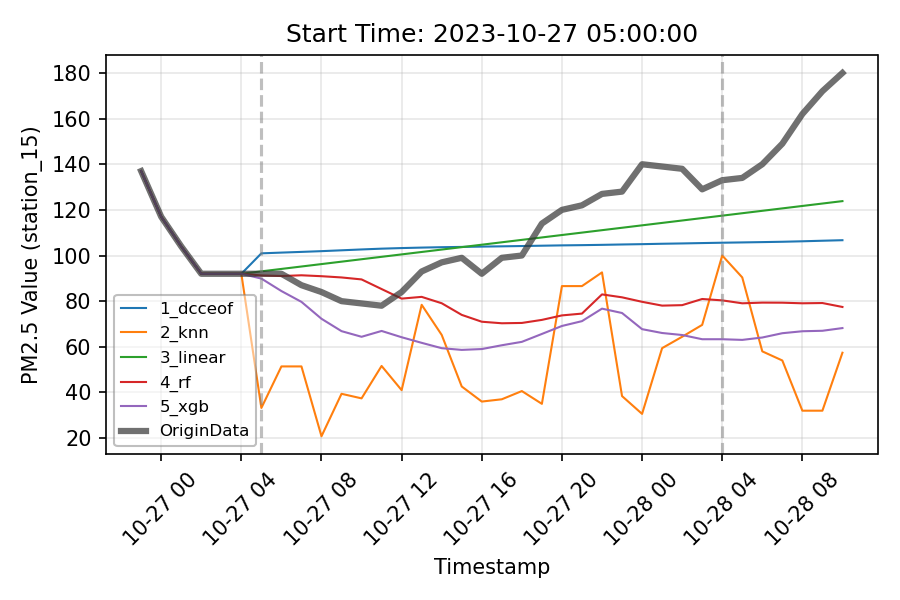 Start Time: 2023-10-27 05:00:00
PM2.5 Value (station_15)
180
160
140
120
100
80
60
40
20
1_dcceof
2_knn
3_linear
4_rf
5_xgb
OriginData
10-27 00
10-27 04
10-27 08
10-27 12
10-27 16
10-27 20
10-28 00
10-28 04
10-28 08
Timestamp